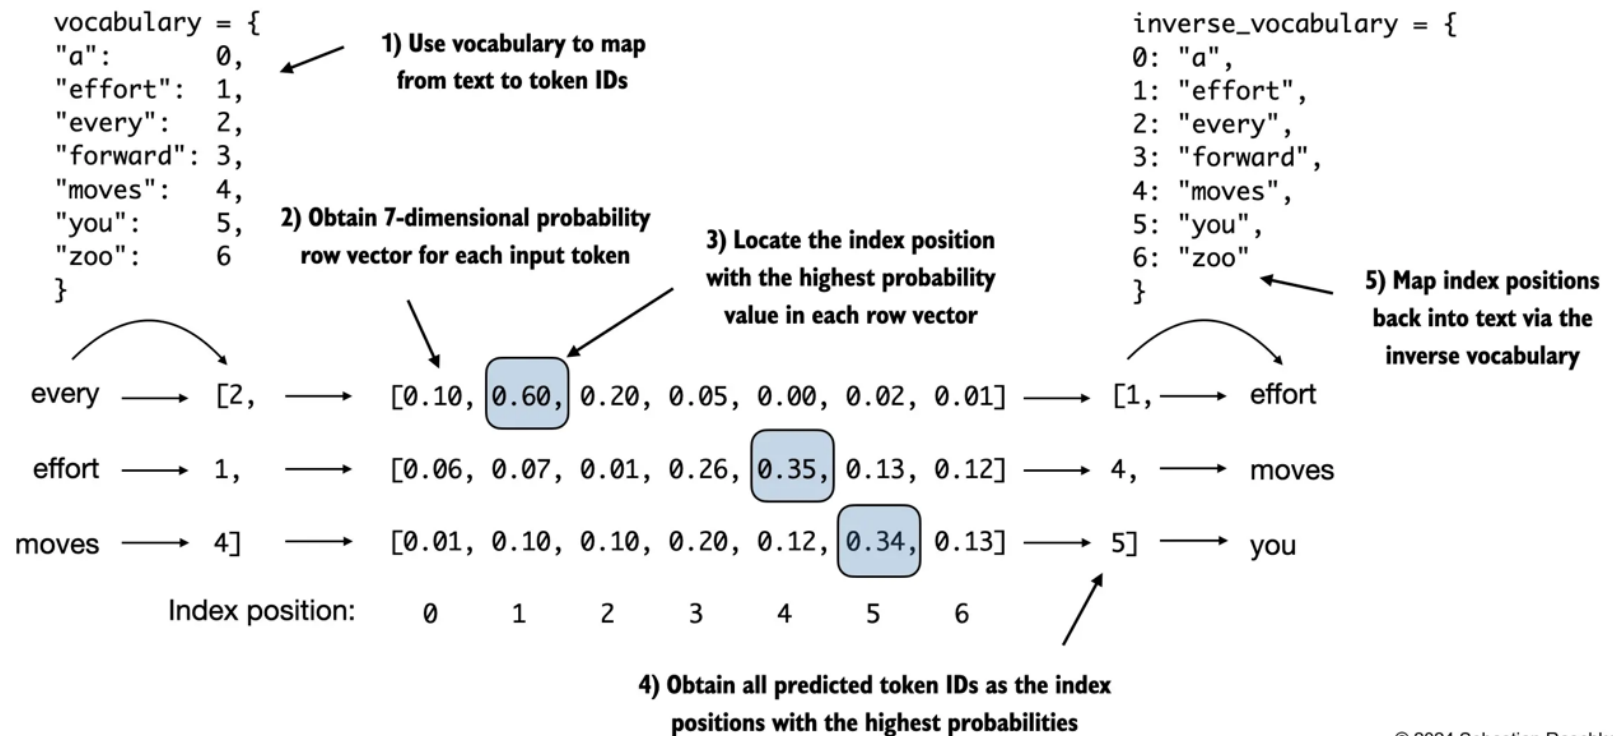 vocabulary = {
"a": 0,
"effort": 1,
"every": 2,
"forward": 3,
"moves": 4,
"you": 5,
"zoo": 6
}
1) Use vocabulary to map
from text to token IDs
2) Obtain 7-dimensional probability
row vector for each input token
3) Locate the index position
with the highest probability
value in each row vector
inverse_vocabulary = {
0: "a",
1: "effort",
2: "every",
3: "forward",
4: "moves",
5: "you",
6: "zoo"
}
5) Map index positions
back into text via the
inverse vocabulary
every [2, [0.10, 0.60, 0.20, 0.05, 0.00, 0.02, 0.01] [1, effort
effort 1, [0.06, 0.07, 0.01, 0.26, 0.35, 0.13, 0.12] 4, moves
moves 4] [0.01, 0.10, 0.10, 0.20, 0.12, 0.34, 0.13] 5] you
Index position: 0 1 2 3 4 5 6
4) Obtain all predicted token IDs as the index
positions with the highest probabilities